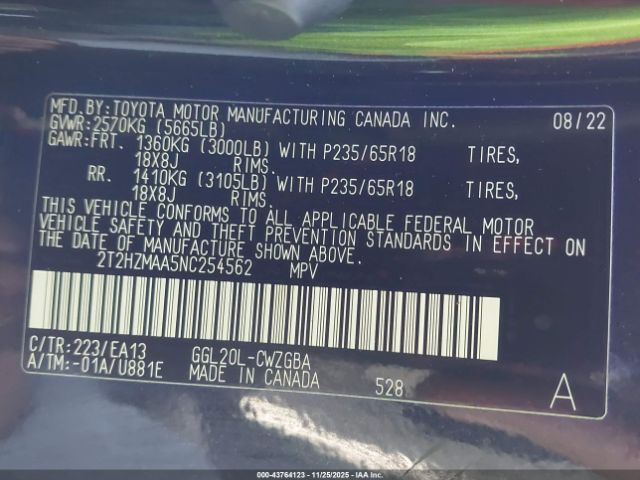 MFD. BY: TOYOTA MOTOR MANUFACTURING CANADA INC. 08/22
GVWR: 2570KG (5665LB)
GAWR: FRT. 1360KG (3000LB) WITH P235/65R18 TIRES,
18X8J RIMS.
RR. 1410KG (3105LB) WITH P235/65R18 TIRES,
18X8J RIMS.
THIS VEHICLE CONFORMS TO ALL APPLICABLE FEDERAL MOTOR
VEHICLE SAFETY AND THEFT PREVENTION STANDARDS IN EFFECT ON
THE DATE OF MANUFACTURE SHOWN ABOVE.
2T2HZMAA5NC254562 MPV
C/TR: 223/EA13 GGL20L-CWZGBA
A/TM: -01A/U881E MADE IN CANADA 528 A
000-43764123 - 11/25/2025 - IAAI.COM